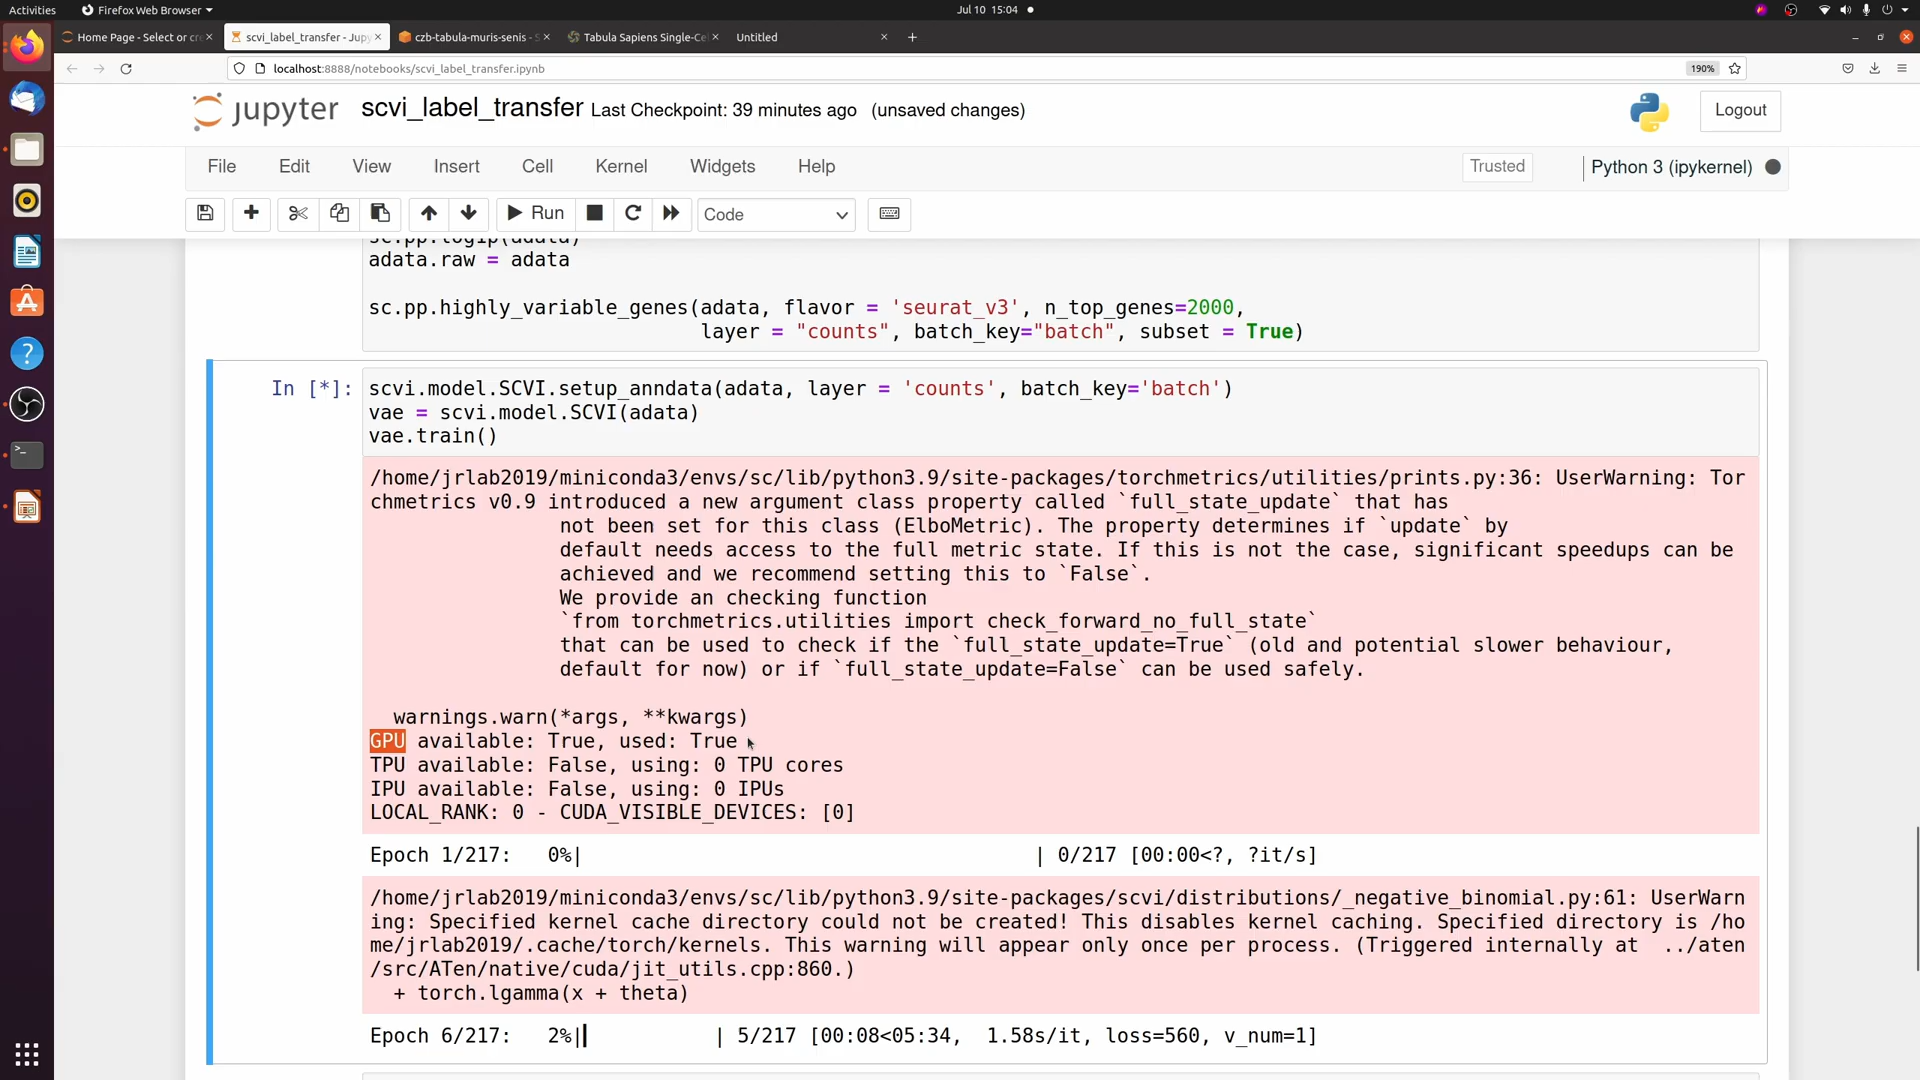 Activities
Firefox Web Browser
Jul 10 15:04
Home Page - Select or cr
scvi_label_transfer - Jupy
czb-tabula-muris-senis - S
Tabula Sapiens Single-Ce
Untitled
localhost:8888/notebooks/scvi_label_transfer.ipynb
190%
jupyter scvi_label_transfer Last Checkpoint: 39 minutes ago (unsaved changes)
Logout
File Edit View Insert Cell Kernel Widgets Help
Trusted
Python 3 (ipykernel)
Run
Code
sc.pp.log1p(adata)
adata.raw = adata
sc.pp.highly_variable_genes(adata, flavor = 'seurat_v3', n_top_genes=2000,
layer = "counts", batch_key="batch", subset = True)
In [*]: scvi.model.SCVI.setup_anndata(adata, layer = 'counts', batch_key='batch')
vae = scvi.model.SCVI(adata)
vae.train()
/home/jrlab2019/miniconda3/envs/sc/lib/python3.9/site-packages/torchmetrics/utilities/prints.py:36: UserWarning: Tor
chmetrics v0.9 introduced a new argument class property called `full_state_update` that has
not been set for this class (ElboMetric). The property determines if `update` by
default needs access to the full metric state. If this is not the case, significant speedups can be
achieved and we recommend setting this to `False`.
We provide an checking function
`from torchmetrics.utilities import check_forward_no_full_state`
that can be used to check if the `full_state_update=True` (old and potential slower behaviour,
default for now) or if `full_state_update=False` can be used safely.
warnings.warn(*args, **kwargs)
GPU available: True, used: True
TPU available: False, using: 0 TPU cores
IPU available: False, using: 0 IPUs
LOCAL_RANK: 0 - CUDA_VISIBLE_DEVICES: [0]
Epoch 1/217:   0%|          | 0/217 [00:00<?, ?it/s]
/home/jrlab2019/miniconda3/envs/sc/lib/python3.9/site-packages/scvi/distributions/_negative_binomial.py:61: UserWarn
ing: Specified kernel cache directory could not be created! This disables kernel caching. Specified directory is /ho
me/jrlab2019/.cache/torch/kernels. This warning will appear only once per process. (Triggered internally at  ../aten
/src/ATen/native/cuda/jit_utils.cpp:860.)
+ torch.lgamma(x + theta)
Epoch 6/217:   2%|          | 5/217 [00:08<05:34,  1.58s/it, loss=560, v_num=1]